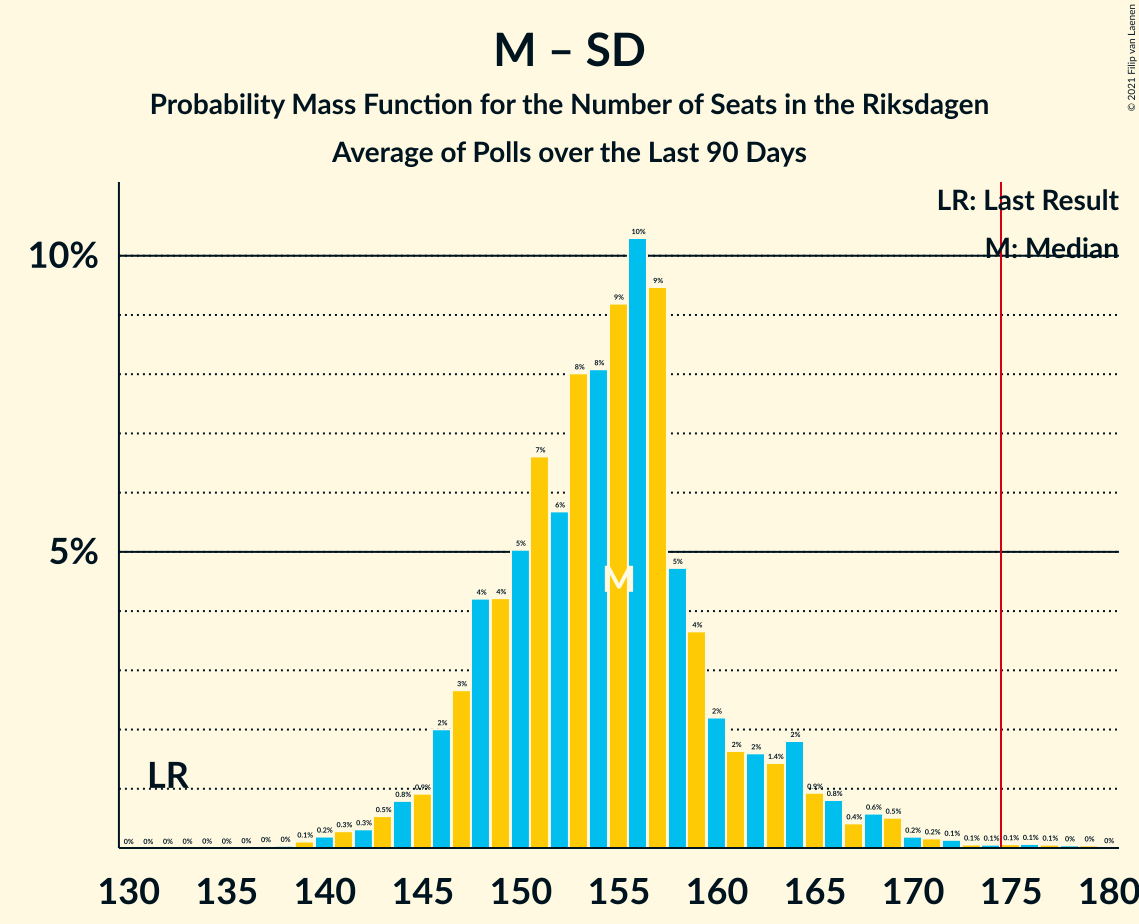 M – SD
Probability Mass Function for the Number of Seats in the Riksdagen
Average of Polls over the Last 90 Days
© 2021 Filip van Laenen
LR: Last Result
M: Median
10%
5%
0% 0% 0% 0% 0% 0% 0% 0% 0% 0.1% 0.2% 0.3% 0.3% 0.5% 0.8% 0.9% 2% 3% 4% 4% 5% 7% 6% 8% 8% 9% 10% 9% 5% 4% 2% 2% 2% 1.4% 2% 0.9% 0.8% 0.4% 0.6% 0.5% 0.2% 0.2% 0.1% 0.1% 0.1% 0.1% 0.1% 0.1% 0% 0% 0%
M
LR
130 135 140 145 150 155 160 165 170 175 180